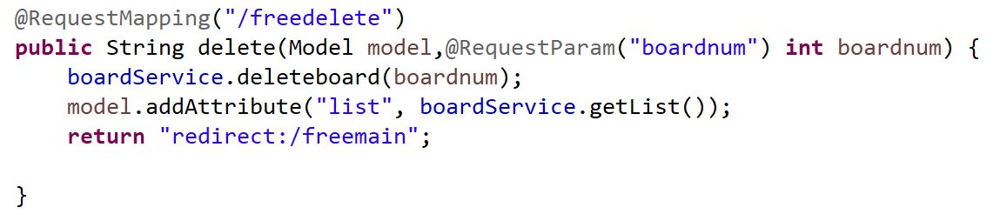 @RequestMapping("/freedelete")
public String delete(Model model,@RequestParam("boardnum") int boardnum) {
    boardService.deleteboard(boardnum);
    model.addAttribute("list", boardService.getList());
    return "redirect:/freemain";
}